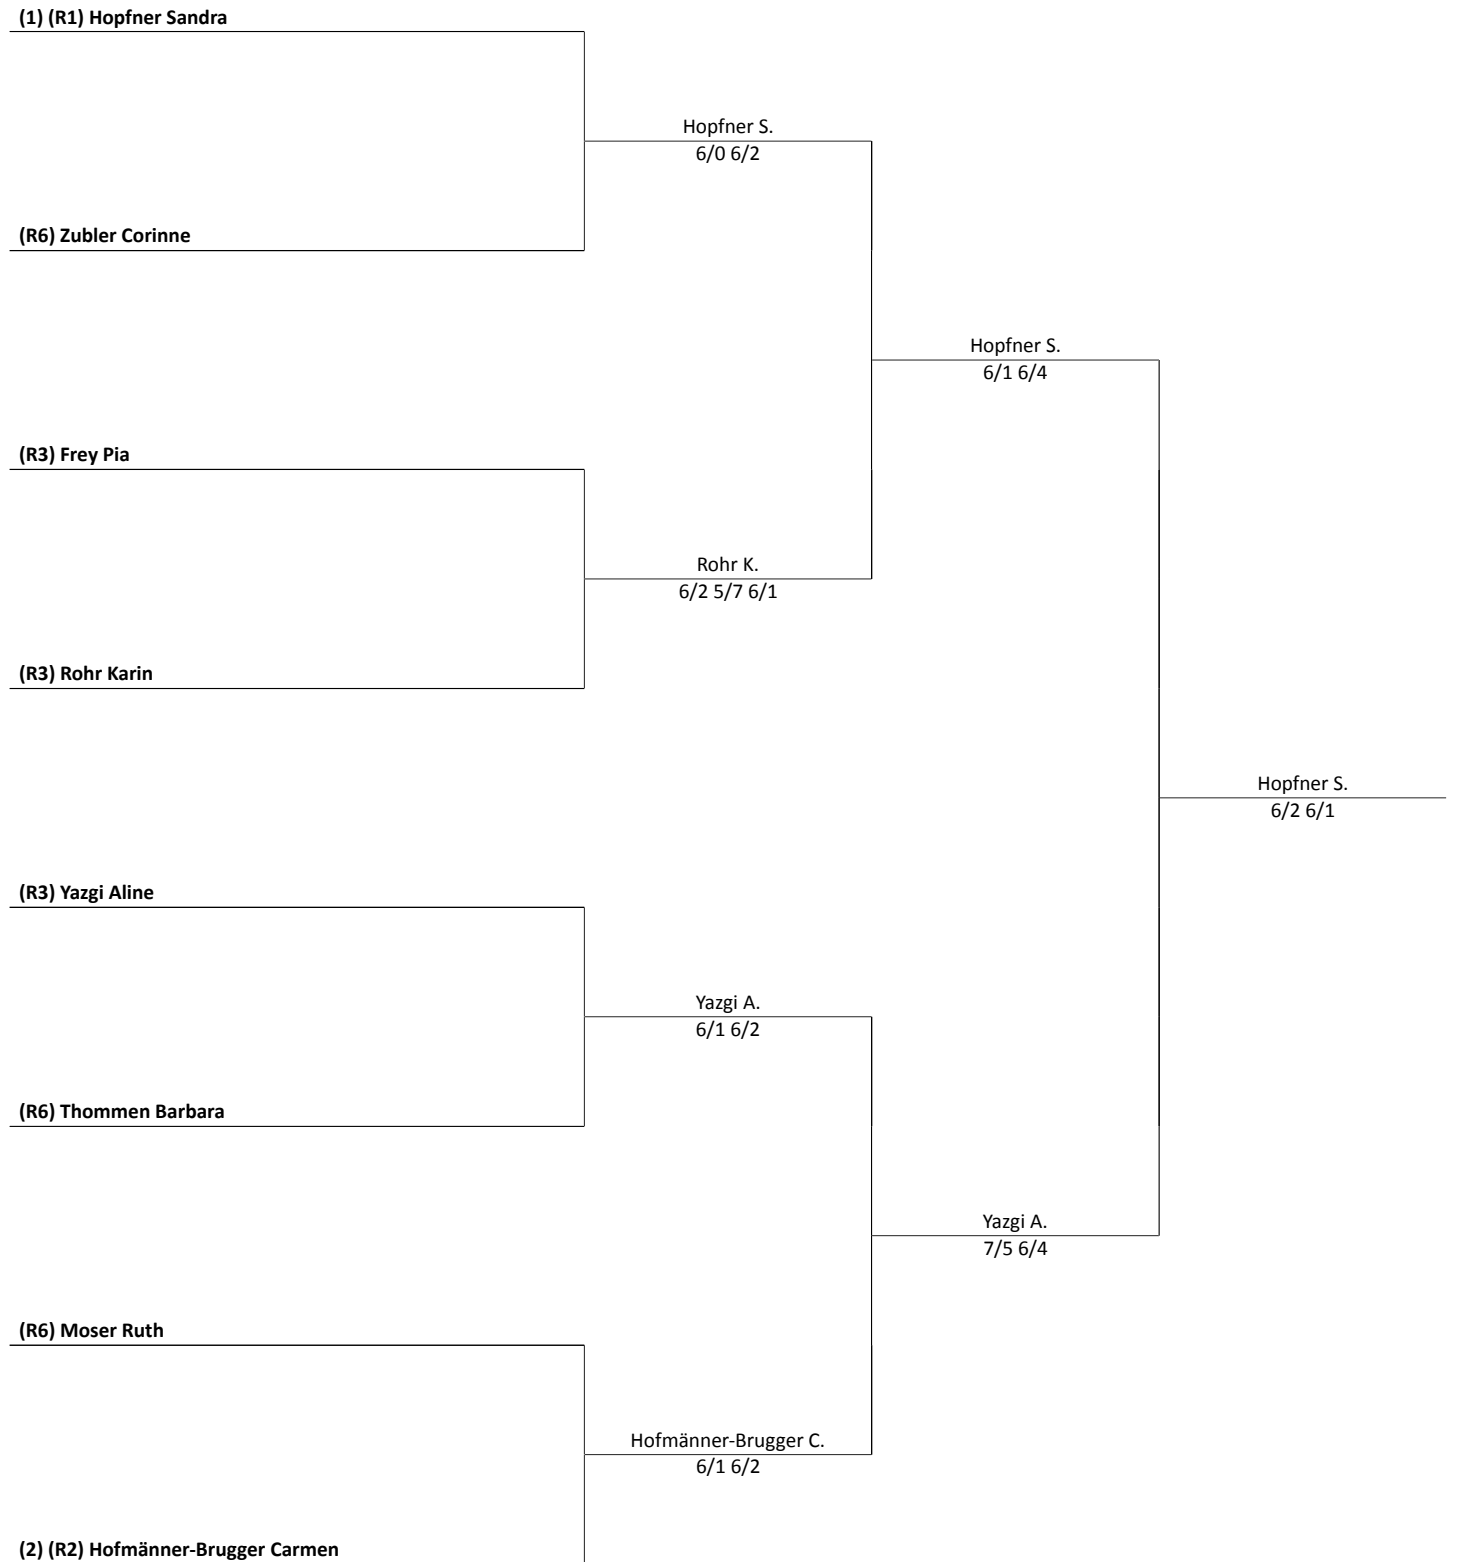 (1) (R1) Hopfner Sandra
Hopfner S.
6/0 6/2
(R6) Zubler Corinne
Hopfner S.
6/1 6/4
(R3) Frey Pia
Rohr K.
6/2 5/7 6/1
(R3) Rohr Karin
Hopfner S.
6/2 6/1
(R3) Yazgi Aline
Yazgi A.
6/1 6/2
(R6) Thommen Barbara
Yazgi A.
7/5 6/4
(R6) Moser Ruth
Hofmänner-Brugger C.
6/1 6/2
(2) (R2) Hofmänner-Brugger Carmen